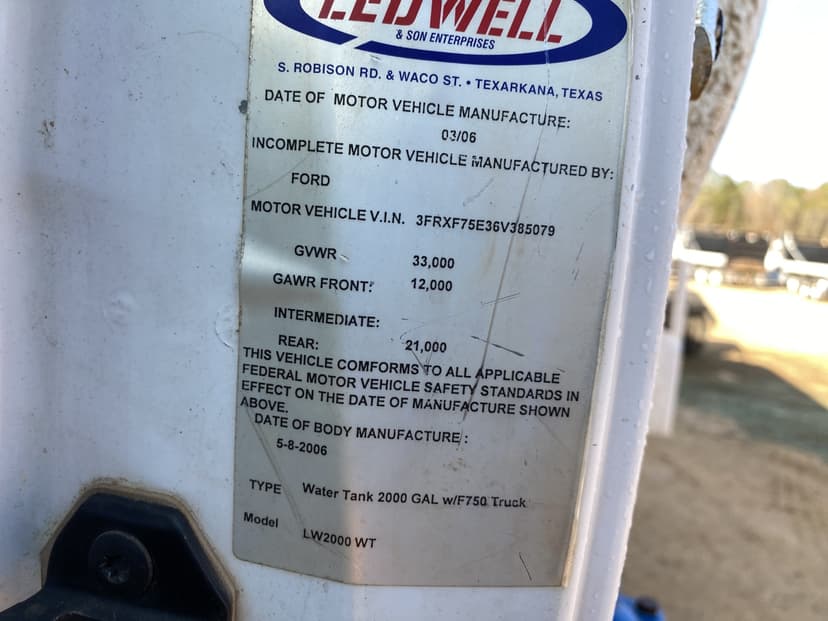 LEDWELL
& SON ENTERPRISES
S. ROBISON RD. & WACO ST. • TEXARKANA, TEXAS
DATE OF MOTOR VEHICLE MANUFACTURE:
03/06
INCOMPLETE MOTOR VEHICLE MANUFACTURED BY:
FORD
MOTOR VEHICLE V.I.N. 3FRXF75E36V385079
GVWR 33,000
GAWR FRONT: 12,000
INTERMEDIATE:
REAR: 21,000
THIS VEHICLE COMFORMS TO ALL APPLICABLE
FEDERAL MOTOR VEHICLE SAFETY STANDARDS IN
EFFECT ON THE DATE OF MANUFACTURE SHOWN
ABOVE.
DATE OF BODY MANUFACTURE:
5-8-2006
TYPE Water Tank 2000 GAL w/F750 Truck
Model LW2000 WT